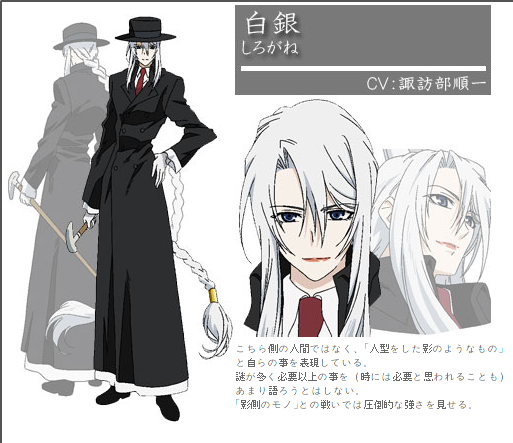 白銀
しろがね
CV:諏訪部順一
こちら側の人間ではなく、「人型をした影のようなもの」
と自らの事を表現している。
謎が多く必要以上の事を（時には必要と思われることも）
あまり語ろうとはしない。
「影側のモノ」との戦いでは圧倒的な強さを見せる。